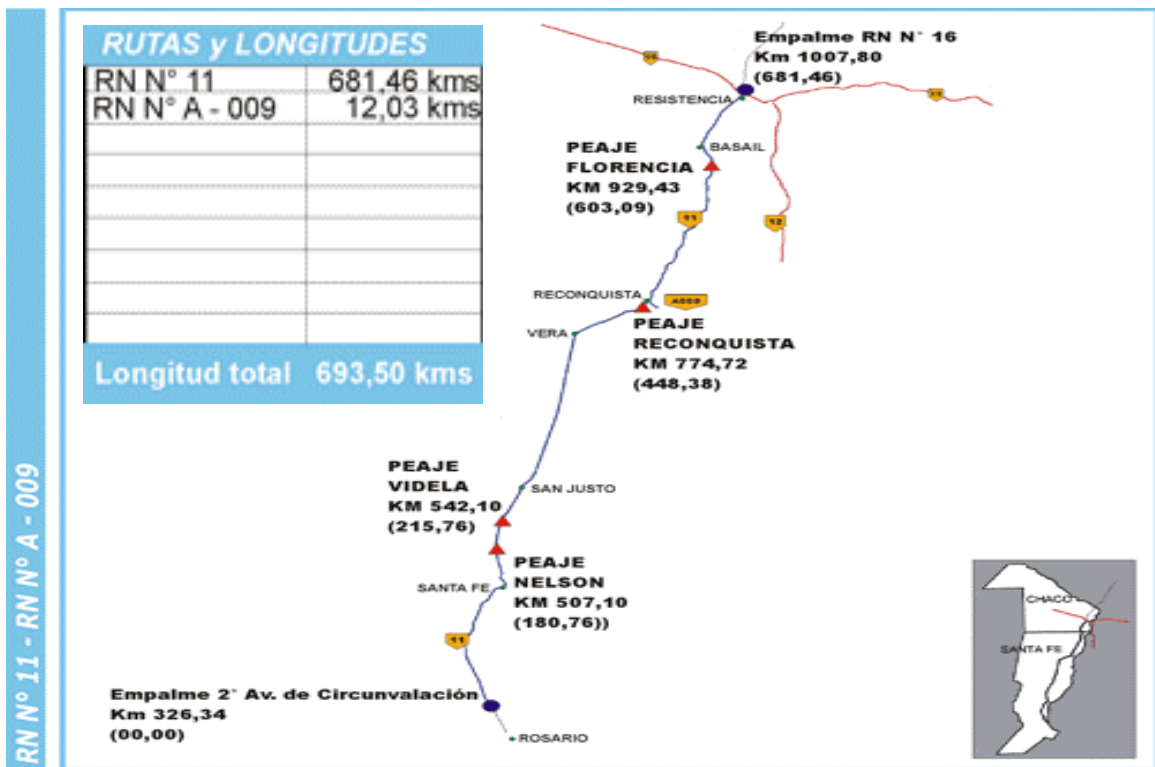 RN N° 11 - RN N° A - 009
RUTAS y LONGITUDES
RN N° 11 681,46 kms
RN N° A - 009 12,03 kms
Longitud total 693,50 kms
Empalme RN N° 16
Km 1007,80
(681,46)
16
RESISTENCIA
BASAIL
PEAJE
FLORENCIA
KM 929,43
(603,09)
11
12
RECONQUISTA
A009
VERA
PEAJE
RECONQUISTA
KM 774,72
(448,38)
PEAJE
VIDELA
KM 542,10
(215,76)
SAN JUSTO
PEAJE
NELSON
KM 507,10
(180,76))
SANTA FE
11
Empalme 2° Av. de Circunvalación
Km 326,34
(00,00)
ROSARIO
CHACO
SANTA FE